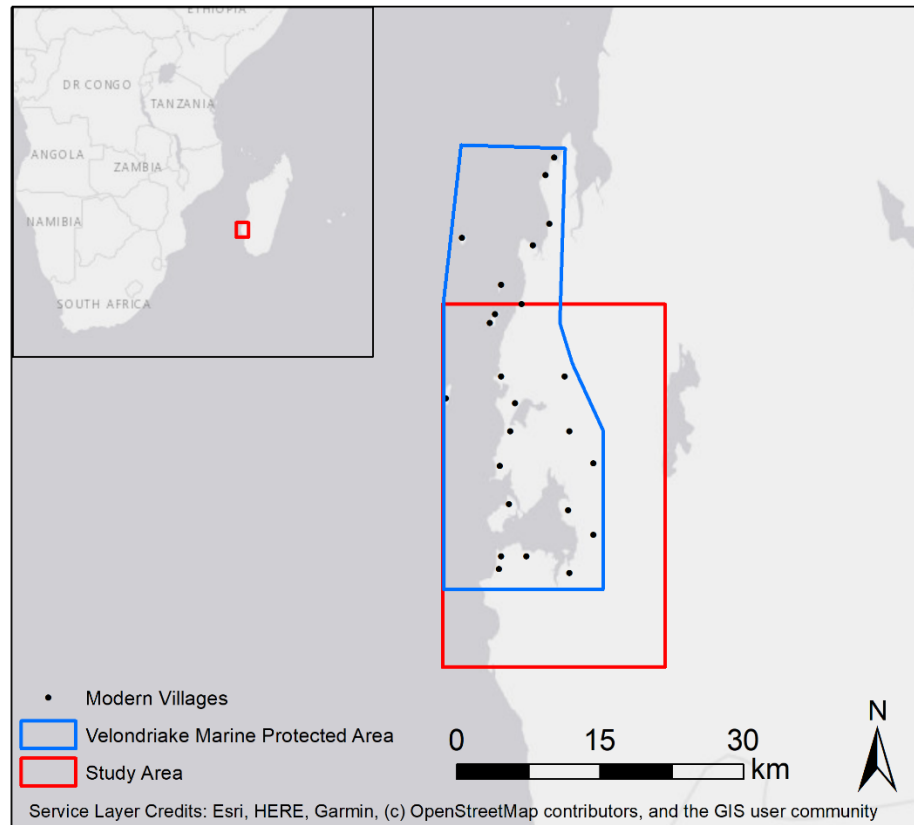 ETHIOPIA
DR CONGO
TANZANIA
ANGOLA
ZAMBIA
NAMIBIA
SOUTH AFRICA
Modern Villages
Velondriake Marine Protected Area
Study Area
0 15 30
km
N
Service Layer Credits: Esri, HERE, Garmin, (c) OpenStreetMap contributors, and the GIS user community